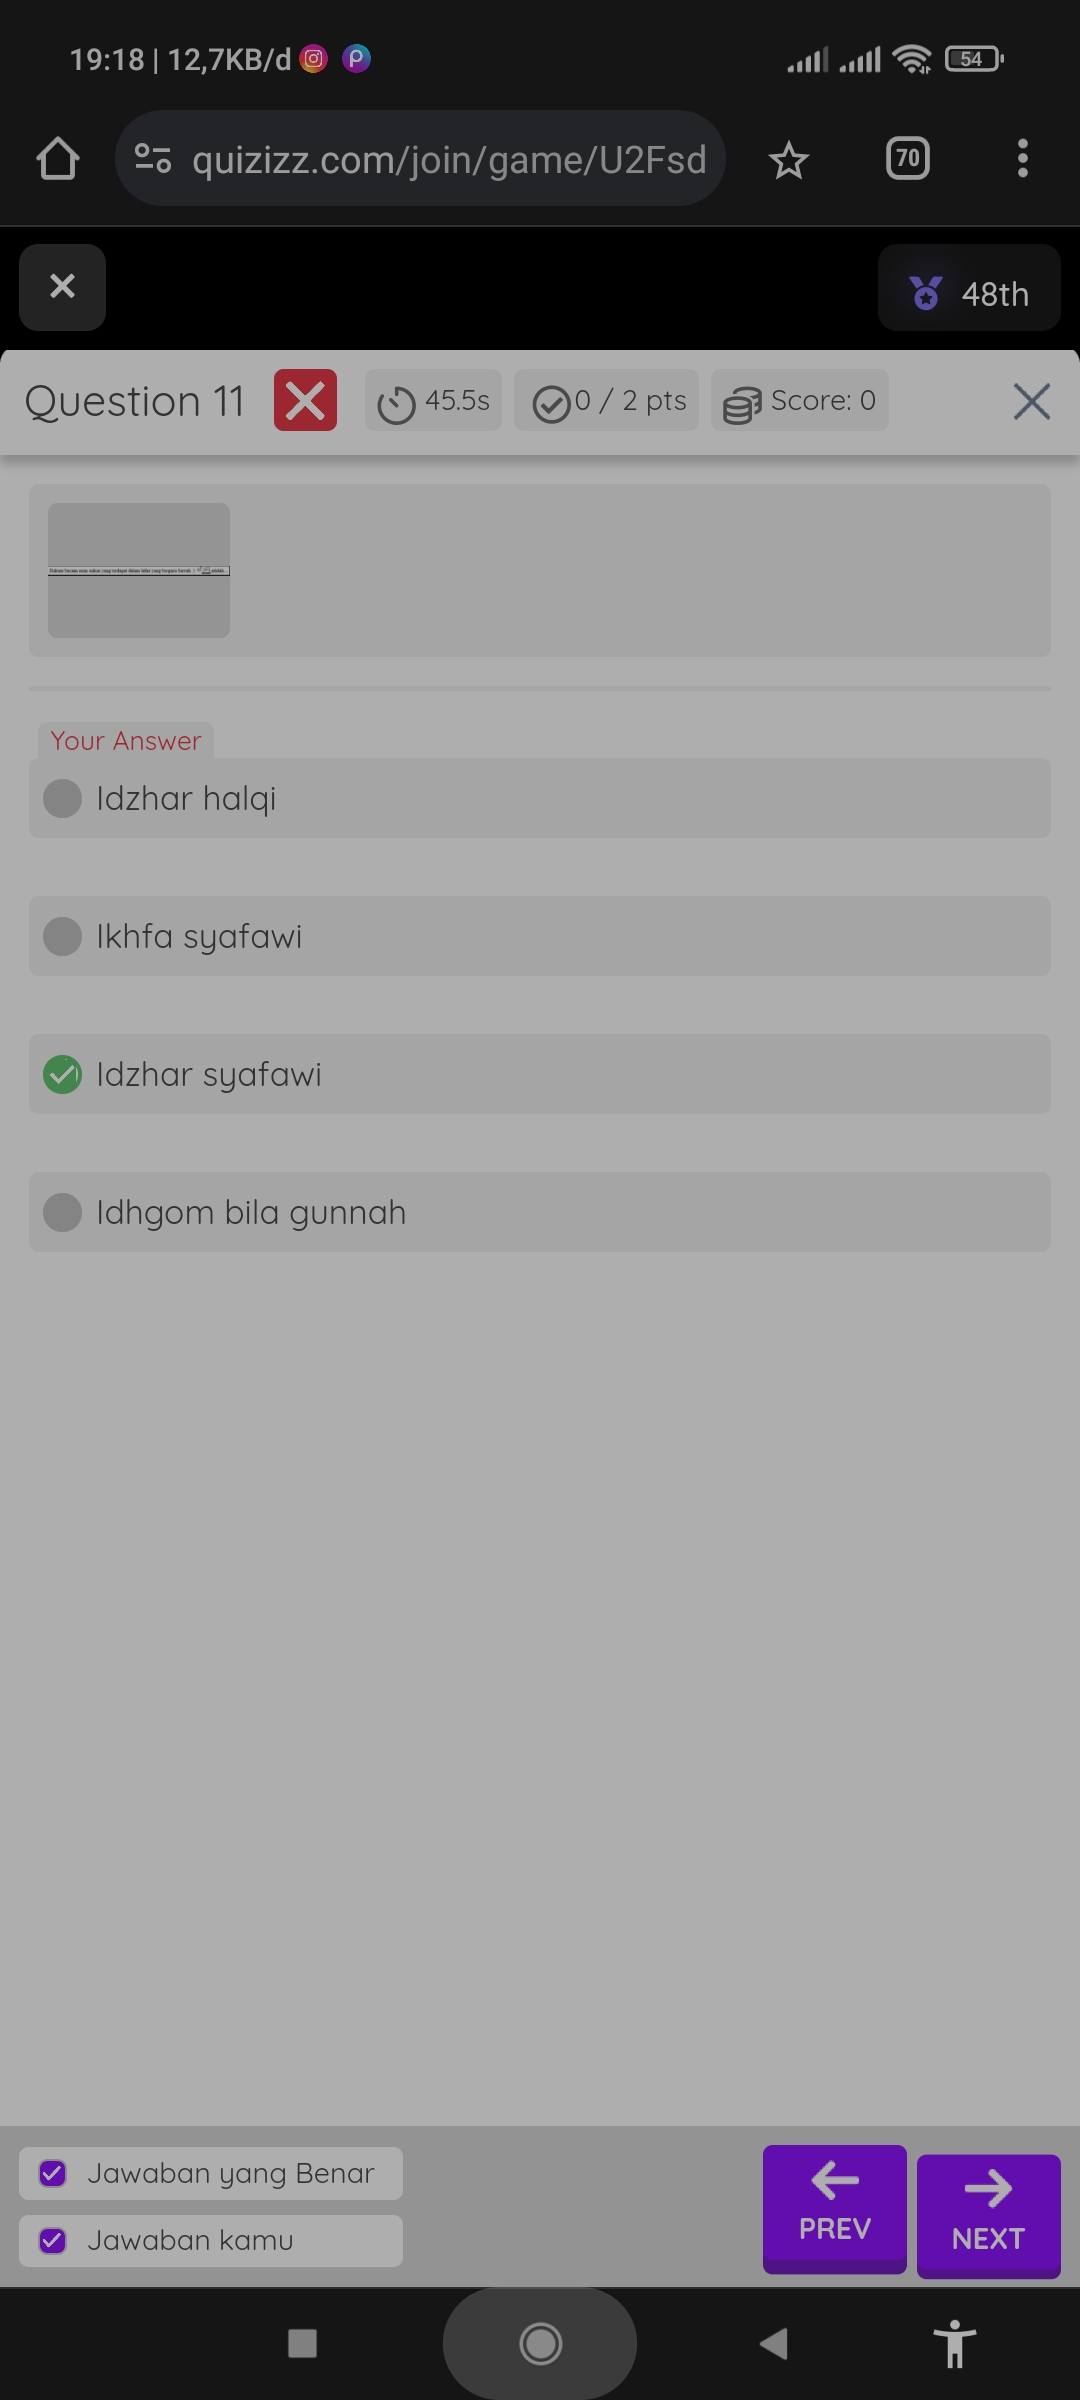 19:18 | 12,7KB/d
54
quizizz.com/join/game/U2Fsd
70
48th
Question 11
45.5s
0 / 2 pts
Score: 0
Your Answer
Idzhar halqi
Ikhfa syafawi
Idzhar syafawi
Idhgom bila gunnah
Jawaban yang Benar
Jawaban kamu
PREV
NEXT